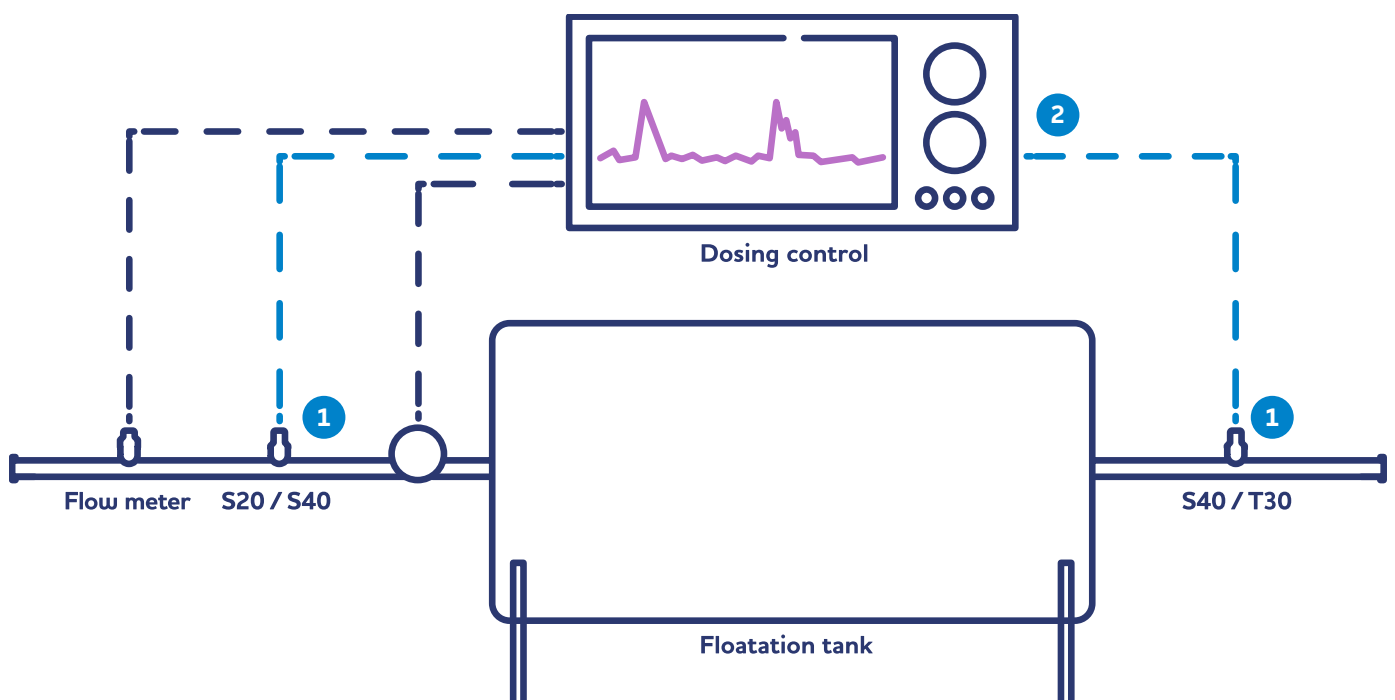 2
Dosing control
1
1
Flow meter
S20 / S40
S40 / T30
Floatation tank